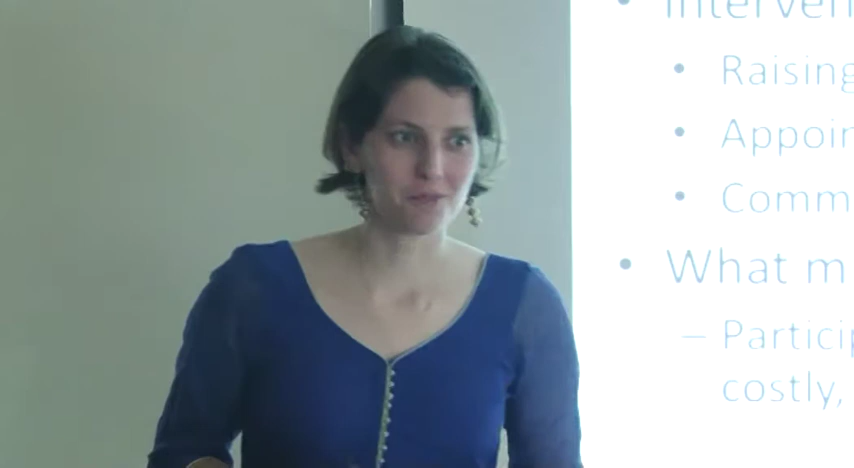 • Interven
• Raising
• Appoin
• Comm
• What m
– Particip
costly,